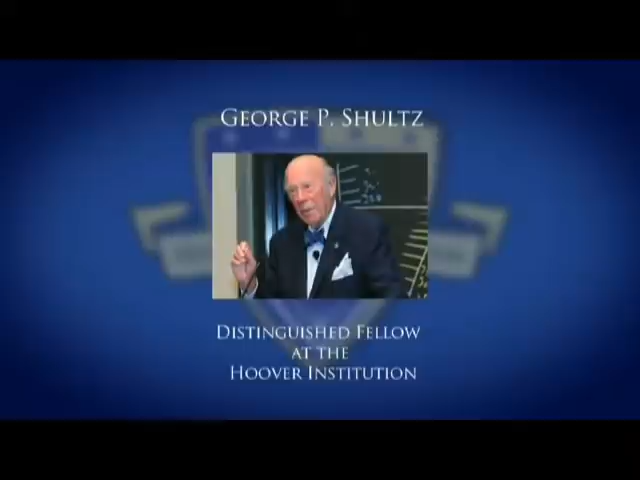 George P. Shultz
Distinguished Fellow
at the
Hoover Institution